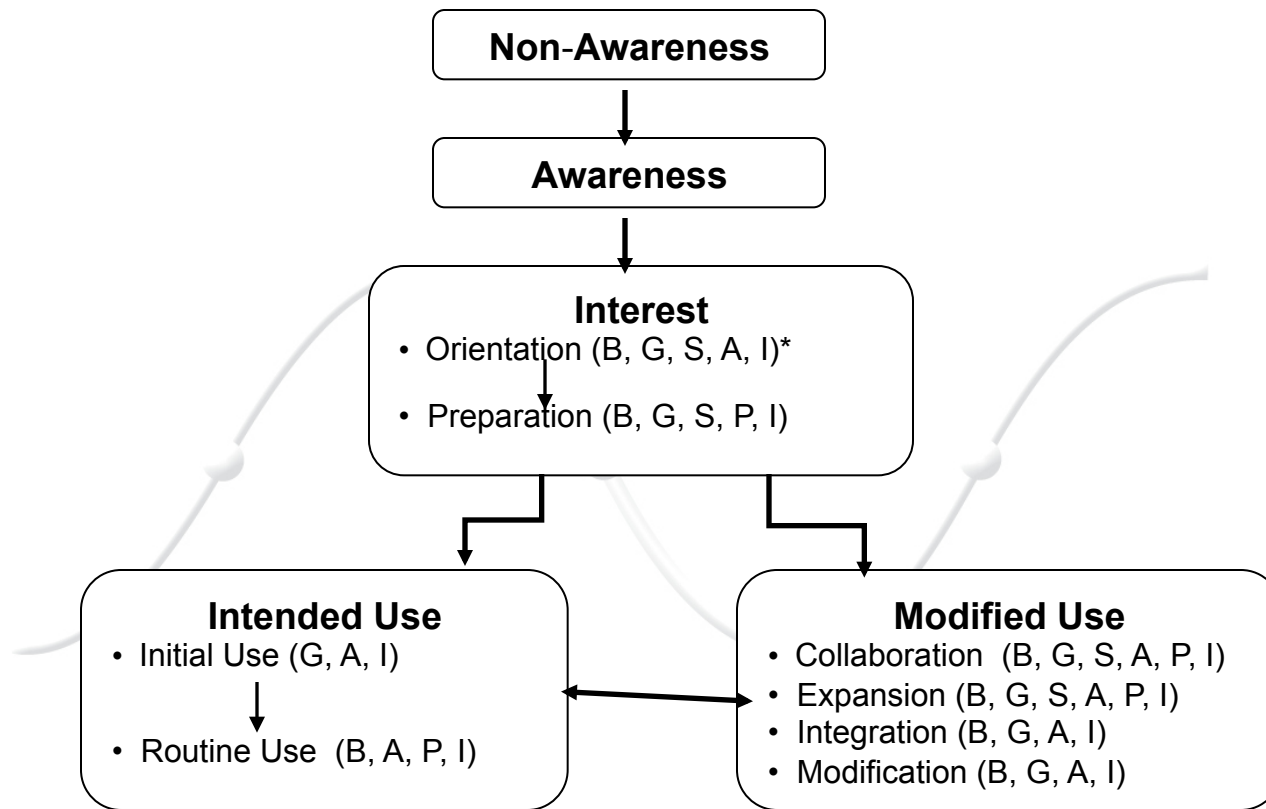 Non-Awareness
Awareness
Interest
• Orientation (B, G, S, A, I)*
• Preparation (B, G, S, P, I)
Intended Use
• Initial Use (G, A, I)
• Routine Use (B, A, P, I)
Modified Use
• Collaboration (B, G, S, A, P, I)
• Expansion (B, G, S, A, P, I)
• Integration (B, G, A, I)
• Modification (B, G, A, I)